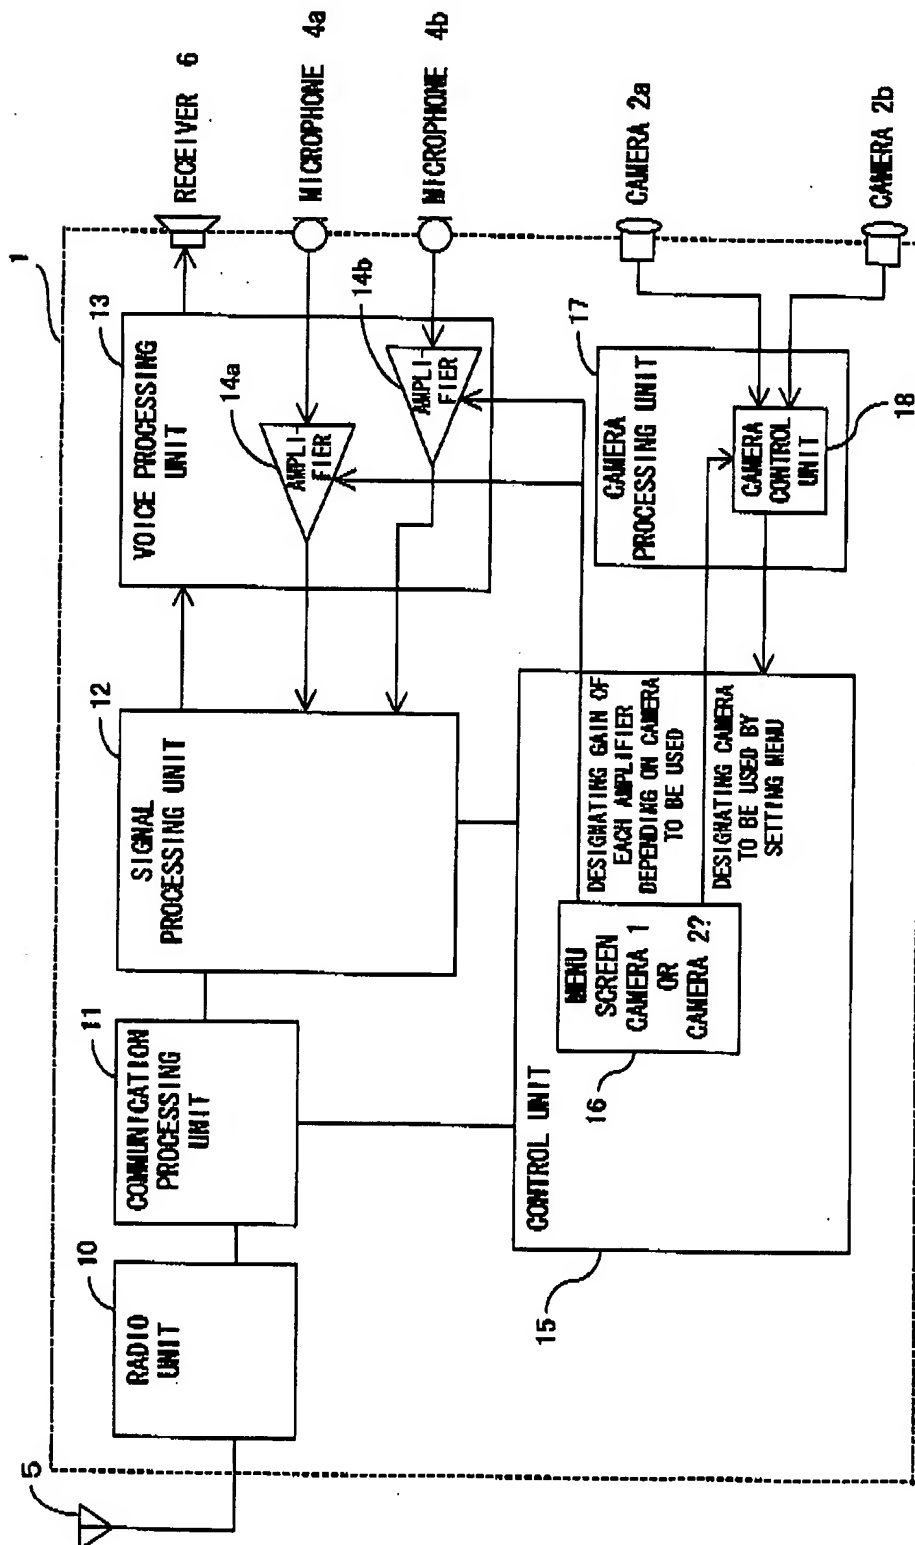 1
5
RADIO
UNIT
10
COMMUNICATION
PROCESSING
UNIT
11
SIGNAL
PROCESSING UNIT
12
VOICE PROCESSING
UNIT
13
AMPLI-
FIER
14a
AMPLI-
FIER
14b
RECEIVER 6
MICROPHONE 4a
MICROPHONE 4b
CAMERA 2a
CAMERA 2b
CONTROL UNIT
15
MENU
SCREEN
CAMERA 1
OR
CAMERA 2?
16
DESIGNATING GAIN OF
EACH AMPLIFIER
DEPENDING ON CAMERA
TO BE USED
DESIGNATING CAMERA
TO BE USED BY
SETTING MENU
CAMERA
PROCESSING UNIT
17
CAMERA
CONTROL
UNIT
18